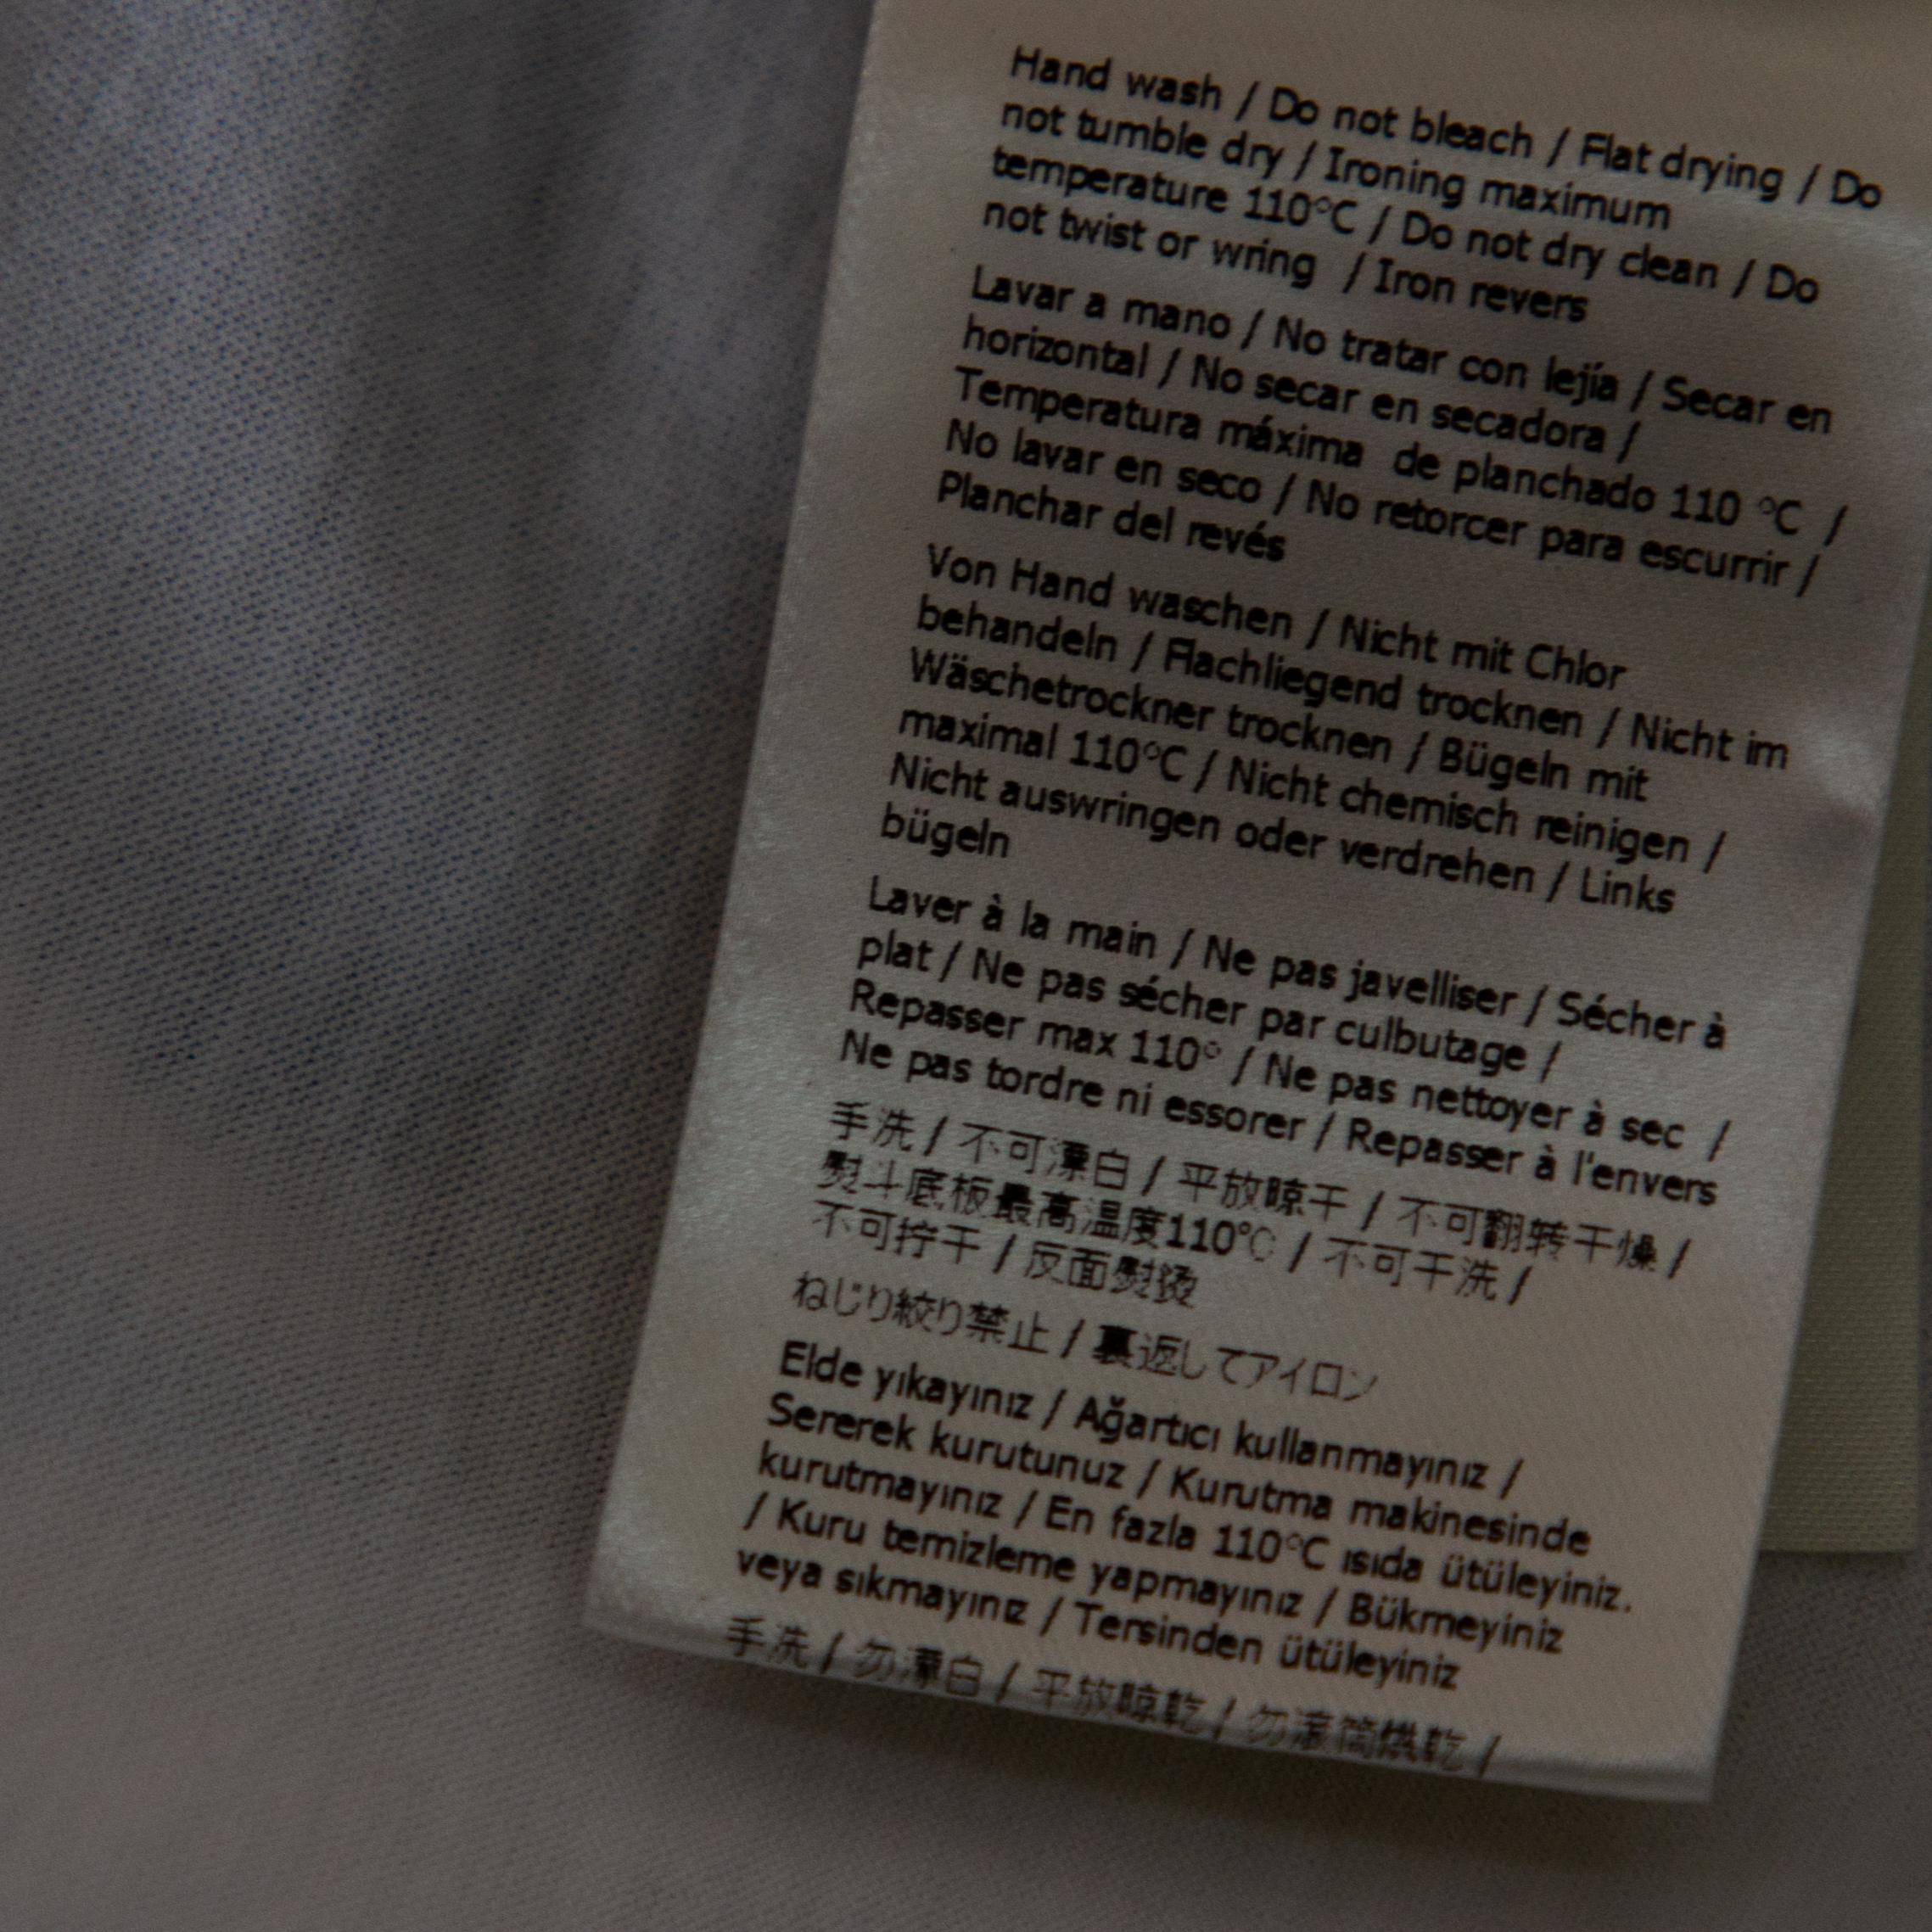 Hand wash / Do not bleach / Flat drying / Do
not tumble dry / Ironing maximum
temperature 110°C / Do not dry clean / Do
not twist or wring / Iron revers
Lavar a mano / No tratar con lejía / Secar en
horizontal / No secar en secadora /
Temperatura máxima de planchado 110 °C /
No lavar en seco / No retorcer para escurrir /
Planchar del revés
Von Hand waschen / Nicht mit Chlor
behandeln / Flachliegend trocknen / Nicht im
Wäschetrockner trocknen / Bügeln mit
maximal 110°C / Nicht chemisch reinigen /
Nicht auswringen oder verdrehen / Links
bügeln
Laver à la main / Ne pas javelliser / Sécher à
plat / Ne pas sécher par culbutage /
Repasser max 110° / Ne pas nettoyer à sec /
Ne pas tordre ni essorer / Repasser à l'envers
手洗 / 不可漂白 / 平放晾干 / 不可翻转干燥 /
熨斗底板最高温度110℃ / 不可干洗 /
不可拧干 / 反面熨烫
ねじり絞り禁止 / 裏返してアイロン
Elde yıkayınız / Ağartıcı kullanmayınız /
Sererek kurutunuz / Kurutma makinesinde
kurutmayınız / En fazla 110°C ısıda ütüleyiniz.
/ Kuru temizleme yapmayınız / Bükmeyiniz
veya sıkmayınız / Tersinden ütüleyiniz
手洗 / 勿漂白 / 平放晾乾 / 勿滾筒烘乾 /